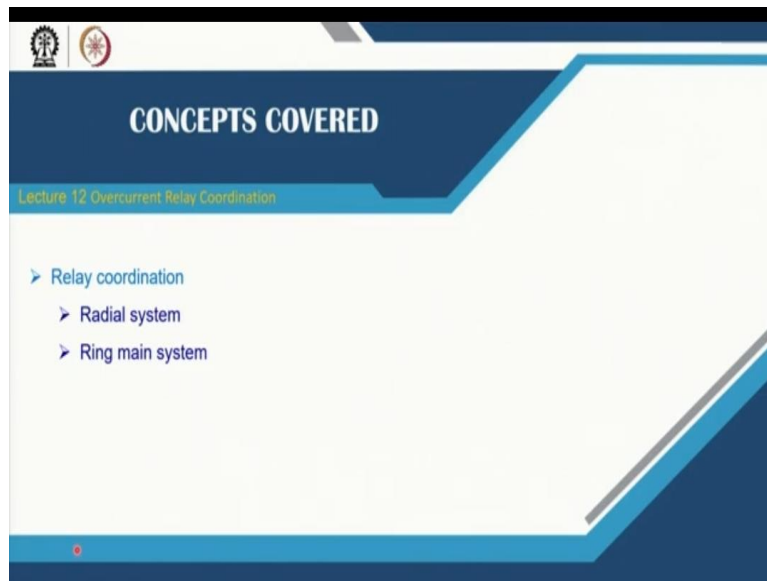 CONCEPTS COVERED
Lecture 12 Overcurrent Relay Coordination
➢ Relay coordination
➢ Radial system
➢ Ring main system